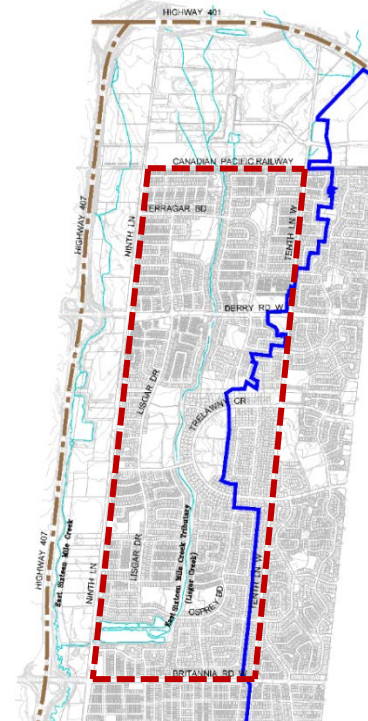 HIGHWAY 401
CANADIAN PACIFIC RAILWAY
ERRAGAR BD
NINTH LN
TENTH LN W
HIGHWAY 407
DERRY RD W
LISGAR DR
TRELAWNY CR
East Sixteen Mile Creek
HIGHWAY 407
NINTH LN
LISGAR DR
East Sixteen Mile Creek Tributary
(Lisgar Creek)
OSPREY BD
TENTH LN W
BRITANNIA RD W